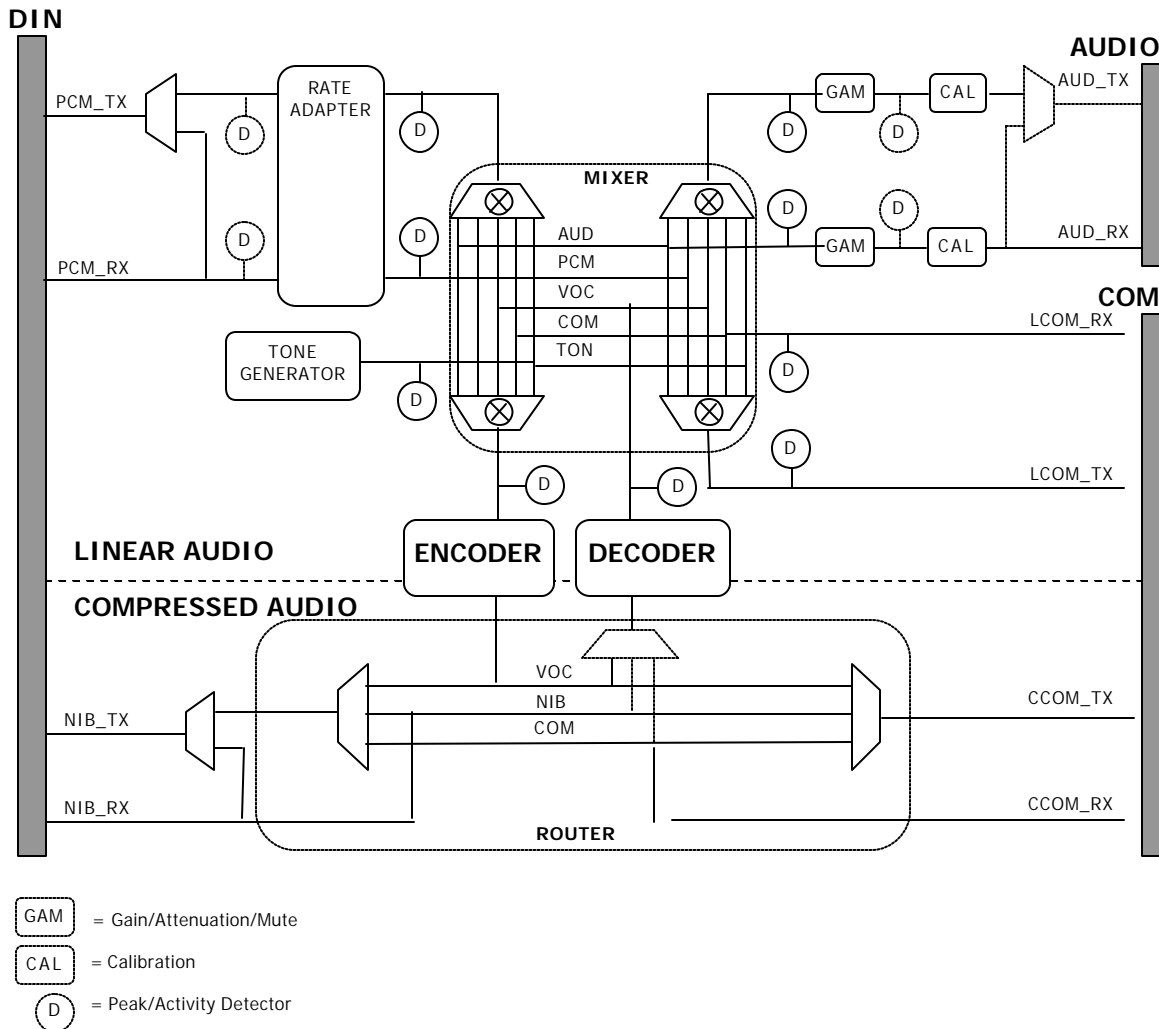 DIN
AUDIO
PCM_TX
RATE
ADAPTER
GAM
CAL
AUD_TX
D
D
D
D
MIXER
D
D
D
D
AUD
GAM
CAL
AUD_RX
PCM_RX
PCM
VOC
COM
COM
LCOM_RX
TONE
GENERATOR
TON
D
D
D
LCOM_TX
D
D
ENCODER
DECODER
LINEAR AUDIO
COMPRESSED AUDIO
VOC
NIB
COM
NIB_TX
CCOM_TX
NIB_RX
CCOM_RX
ROUTER
GAM = Gain/Attenuation/Mute
CAL = Calibration
D = Peak/Activity Detector